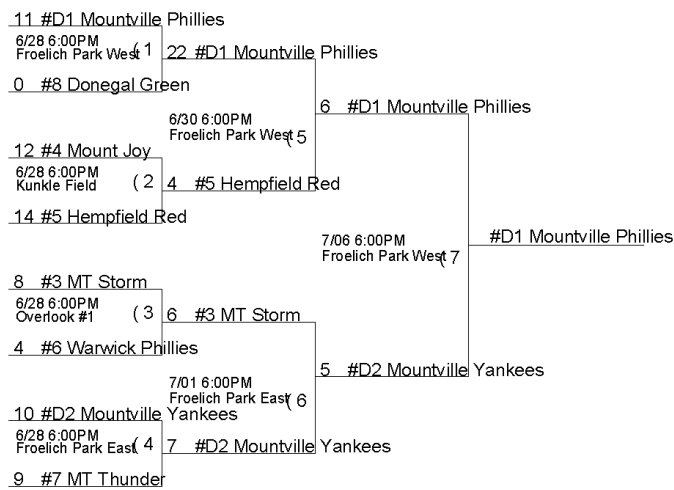 11 #D1 Mountville Phillies
6/28 6:00PM
Froelich Park West ( 1
22 #D1 Mountville Phillies
0 #8 Donegal Green
6 #D1 Mountville Phillies
6/30 6:00PM
Froelich Park West ( 5
12 #4 Mount Joy
6/28 6:00PM
Kunkle Field ( 2
4 #5 Hempfield Red
14 #5 Hempfield Red
7/06 6:00PM
Froelich Park West ( 7
#D1 Mountville Phillies
8 #3 MT Storm
6/28 6:00PM
Overlook #1 ( 3
6 #3 MT Storm
4 #6 Warwick Phillies
5 #D2 Mountville Yankees
7/01 6:00PM
Froelich Park East ( 6
10 #D2 Mountville Yankees
6/28 6:00PM
Froelich Park East ( 4
7 #D2 Mountville Yankees
9 #7 MT Thunder